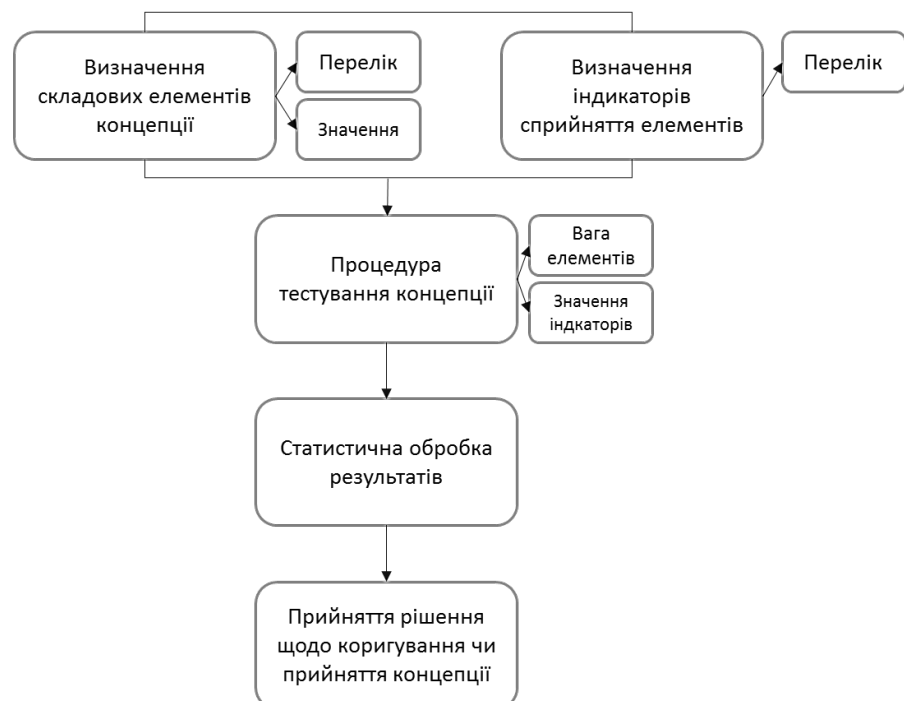 Визначення
складових елементів
концепції
Перелік
Значення
Визначення
індикаторів
сприйняття елементів
Перелік
Процедура
тестування концепції
Вага
елементів
Значення
індкаторів
Статистична обробка
результатів
Прийняття рішення
щодо коригування чи
прийняття концепції